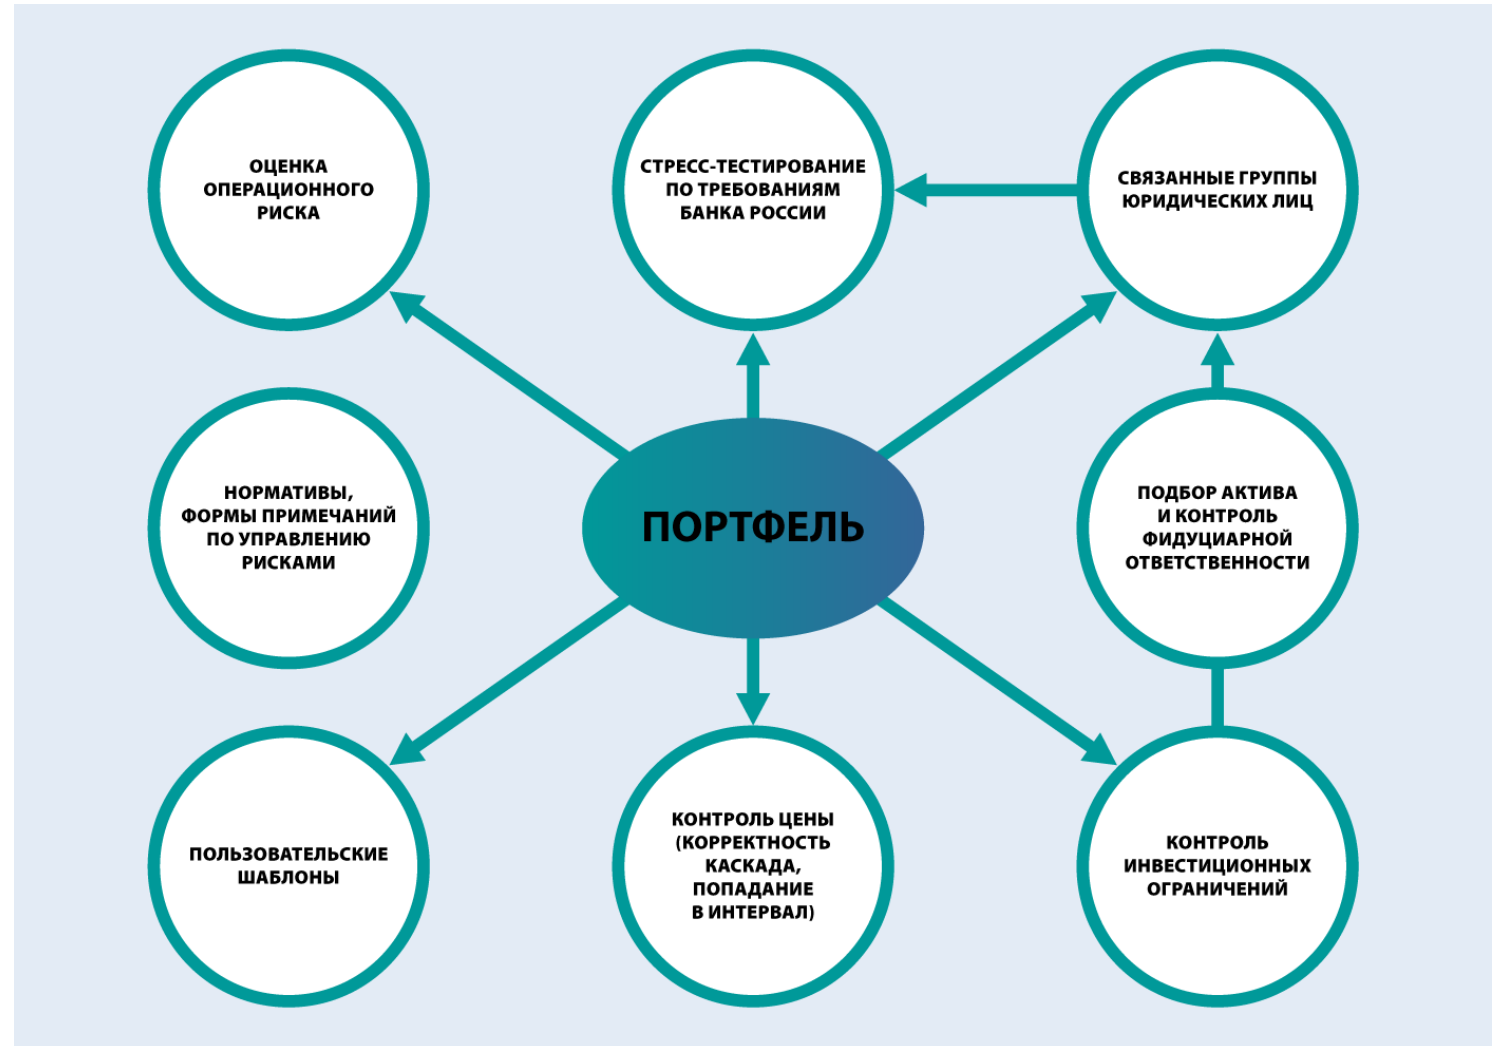 ОЦЕНКА
ОПЕРАЦИОННОГО
РИСКА
СТРЕСС-ТЕСТИРОВАНИЕ
ПО ТРЕБОВАНИЯМ
БАНКА РОССИИ
СВЯЗАННЫЕ ГРУППЫ
ЮРИДИЧЕСКИХ ЛИЦ
НОРМАТИВЫ,
ФОРМЫ ПРИМЕЧАНИЙ
ПО УПРАВЛЕНИЮ
РИСКАМИ
ПОРТФЕЛЬ
ПОДБОР АКТИВА
И КОНТРОЛЬ
ФИДУЦИАРНОЙ
ОТВЕТСТВЕННОСТИ
ПОЛЬЗОВАТЕЛЬСКИЕ
ШАБЛОНЫ
КОНТРОЛЬ ЦЕНЫ
(КОРРЕКТНОСТЬ
КАСКАДА,
ПОПАДАНИЕ
В ИНТЕРВАЛ)
КОНТРОЛЬ
ИНВЕСТИЦИОННЫХ
ОГРАНИЧЕНИЙ